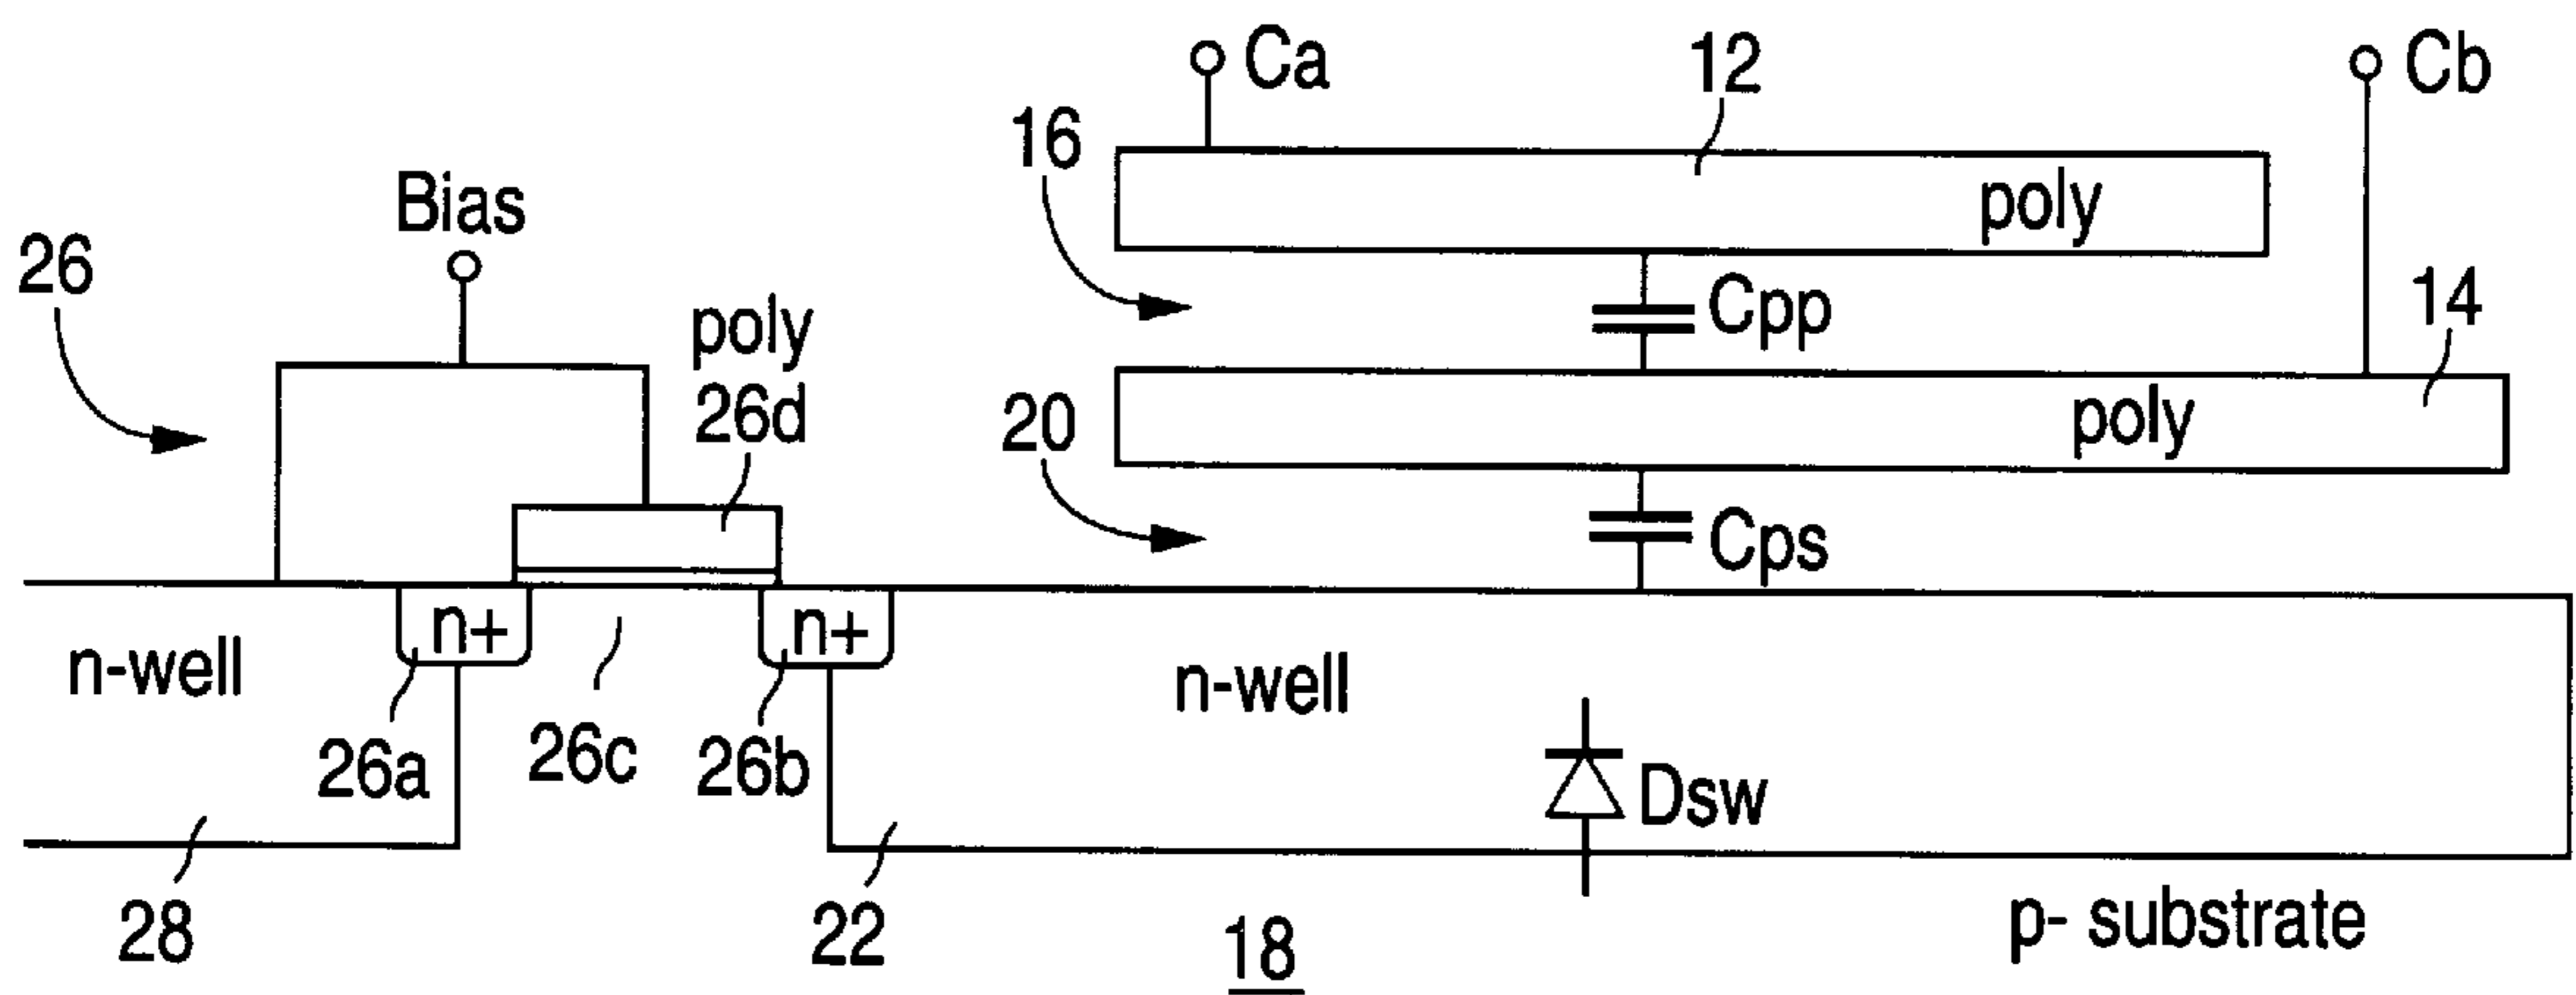 Ca
12
Cb
16
Bias
poly
26
Cpp
14
poly
26d
20
poly
Cps
n+
n+
n-well
n-well
26a
26c
26b
Dsw
28
22
18
p- substrate